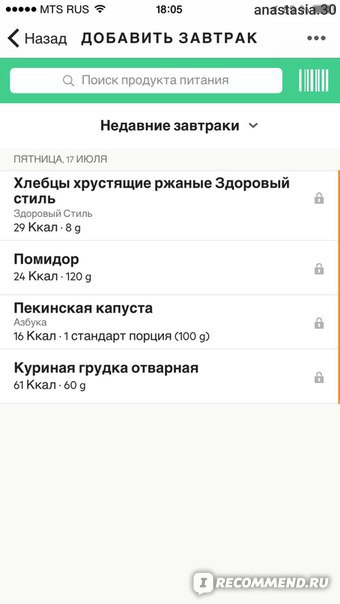 MTS RUS 18:05 anastasia.30
Назад ДОБАВИТЬ ЗАВТРАК
Поиск продукта питания
Недавние завтраки
ПЯТНИЦА, 17 ИЮЛЯ
Хлебцы хрустящие ржаные Здоровый
стиль
Здоровый Стиль
29 Ккал · 8 g
Помидор
24 Ккал · 120 g
Пекинская капуста
Азбука
16 Ккал · 1 стандарт порция (100 g)
Куриная грудка отварная
61 Ккал · 60 g
I RECOMMEND.RU